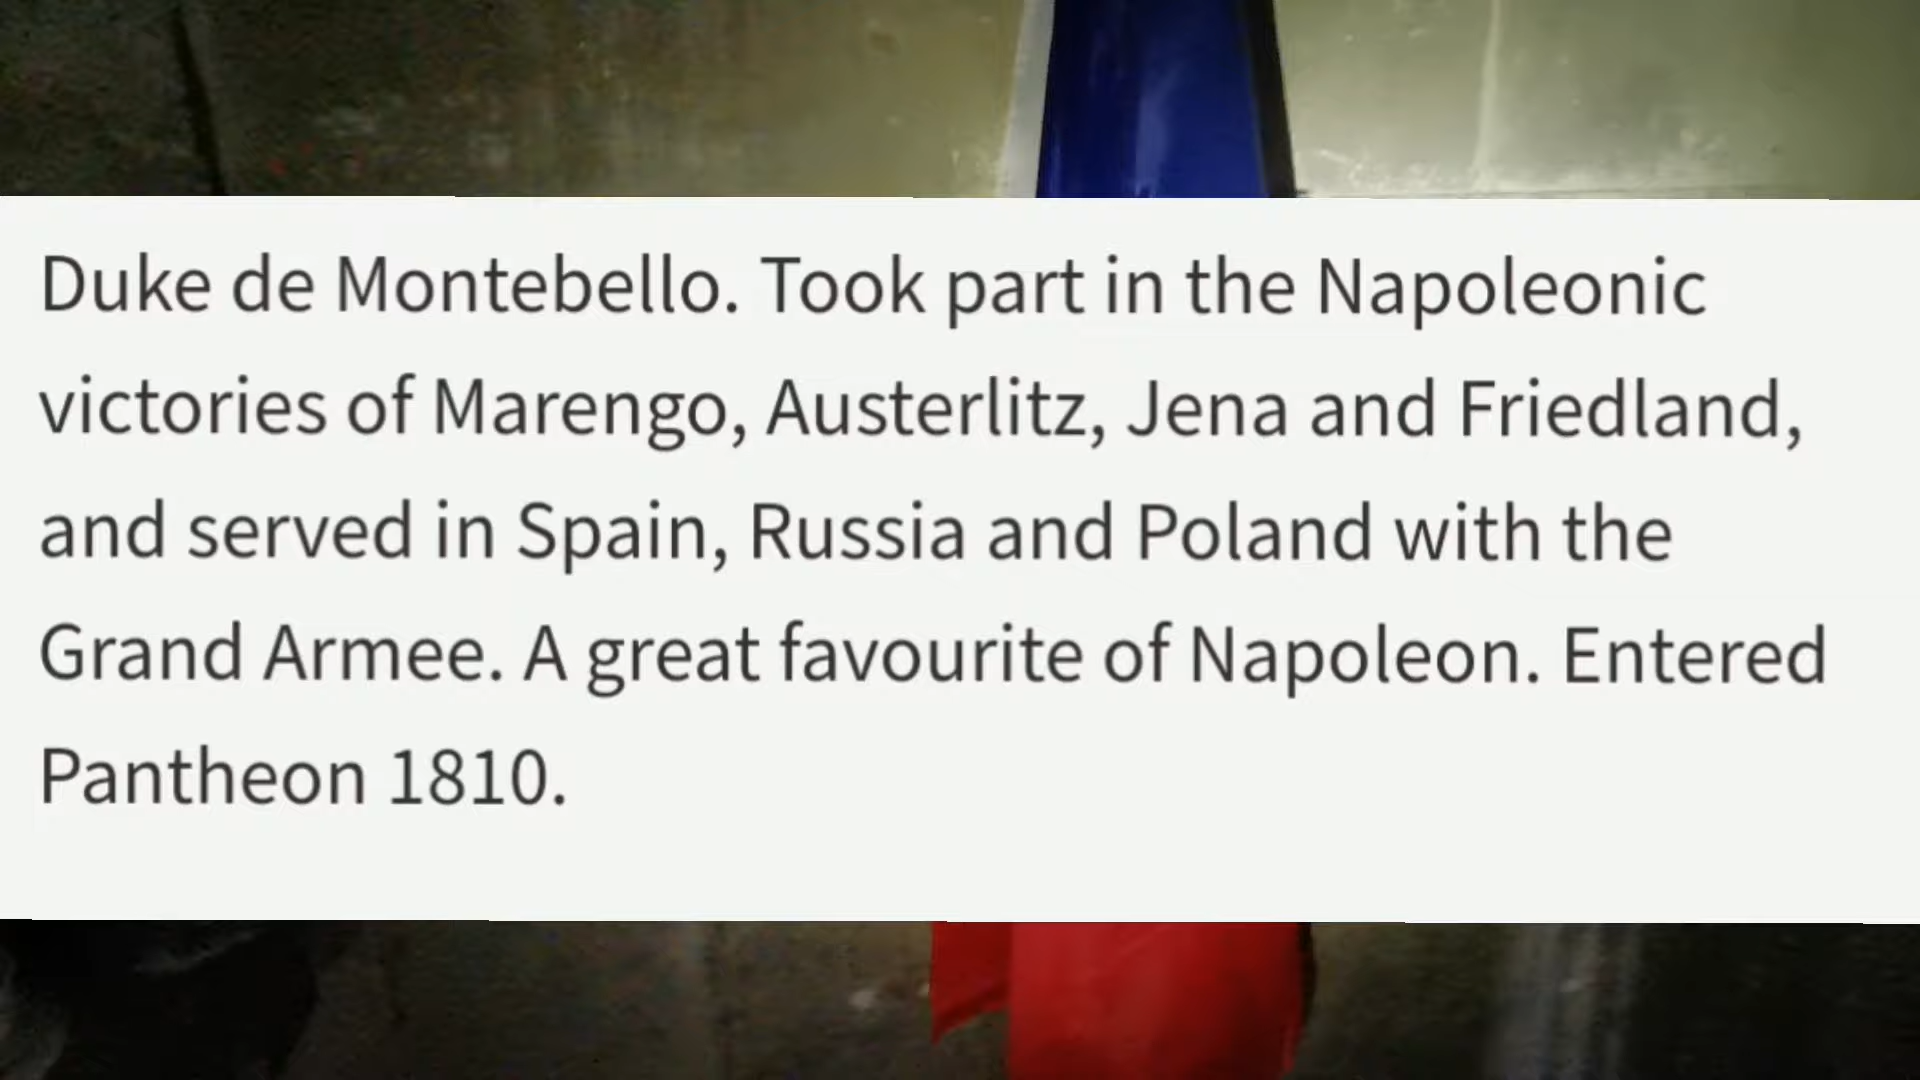 Duke de Montebello. Took part in the Napoleonic
victories of Marengo, Austerlitz, Jena and Friedland,
and served in Spain, Russia and Poland with the
Grand Armee. A great favourite of Napoleon. Entered
Pantheon 1810.